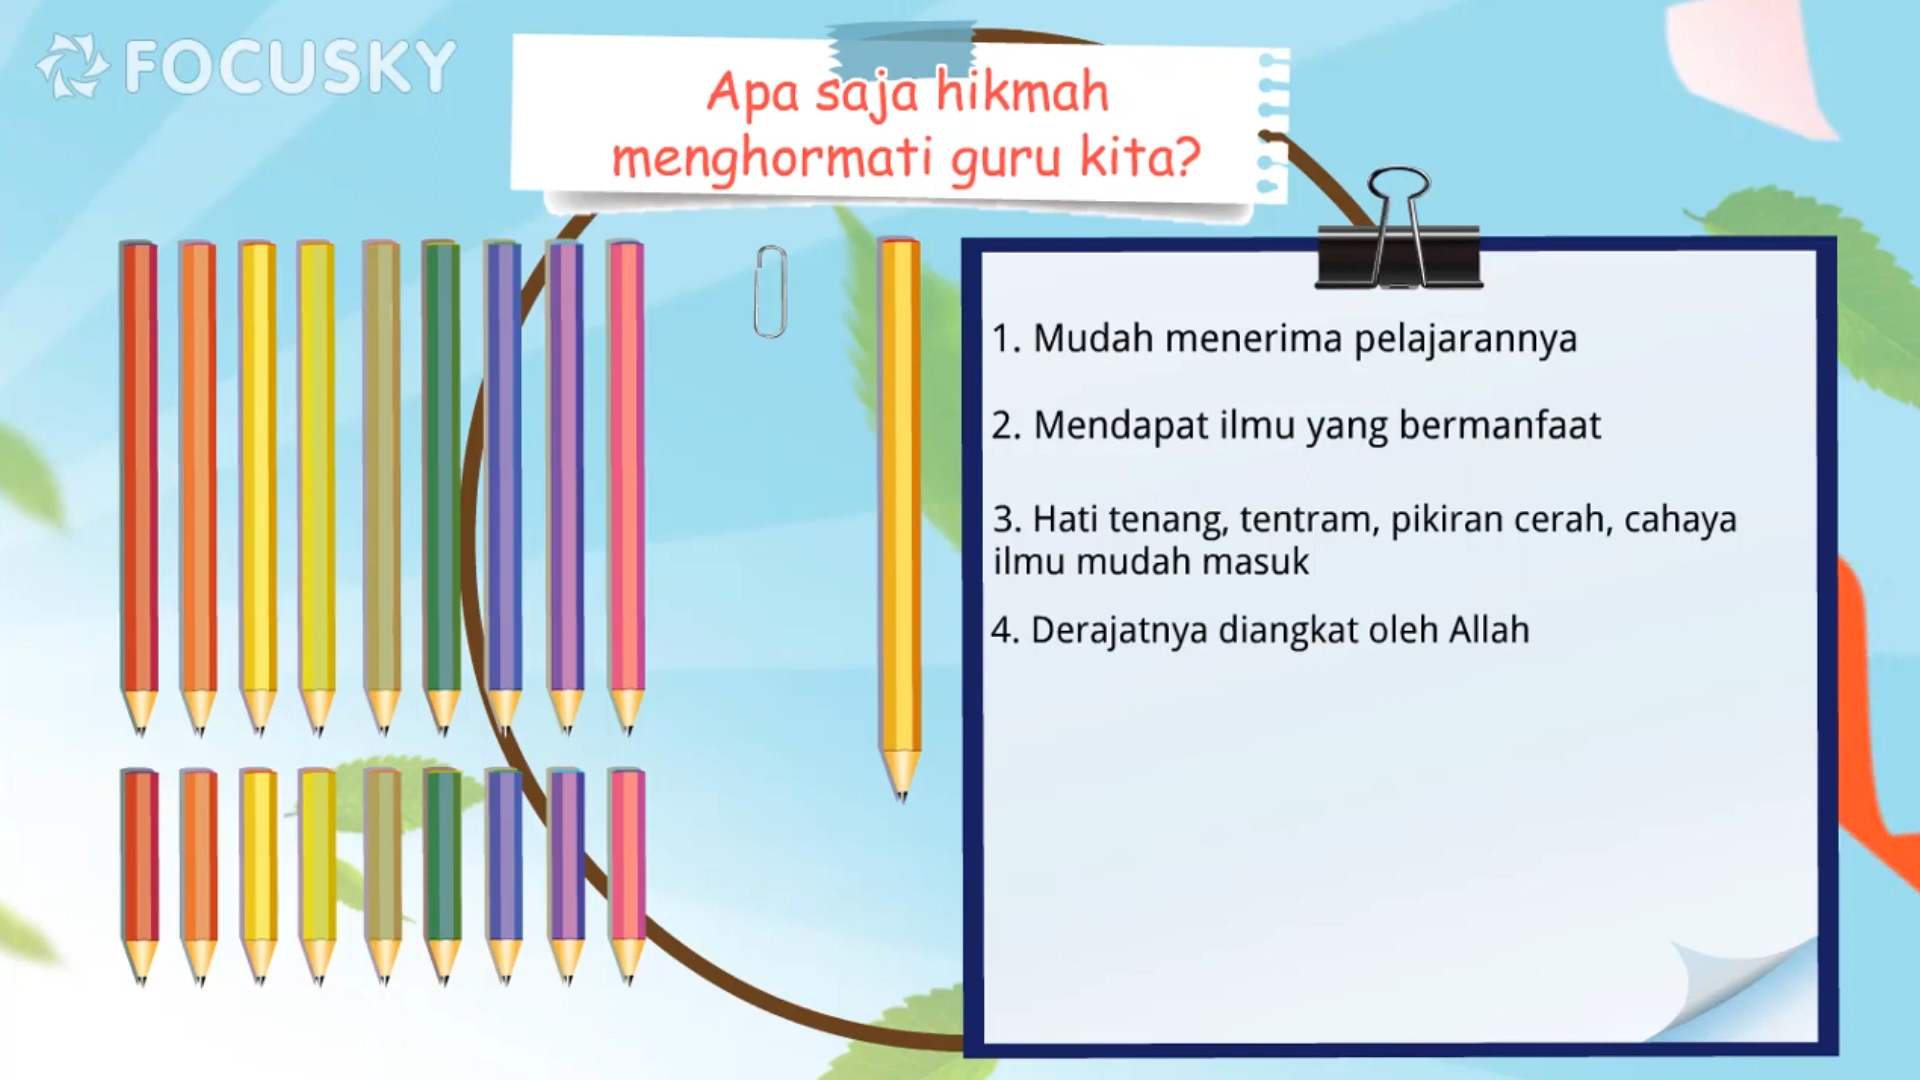 FOCUSKY
Apa saja hikmah
menghormati guru kita?
1. Mudah menerima pelajarannya
2. Mendapat ilmu yang bermanfaat
3. Hati tenang, tentram, pikiran cerah, cahaya
ilmu mudah masuk
4. Derajatnya diangkat oleh Allah